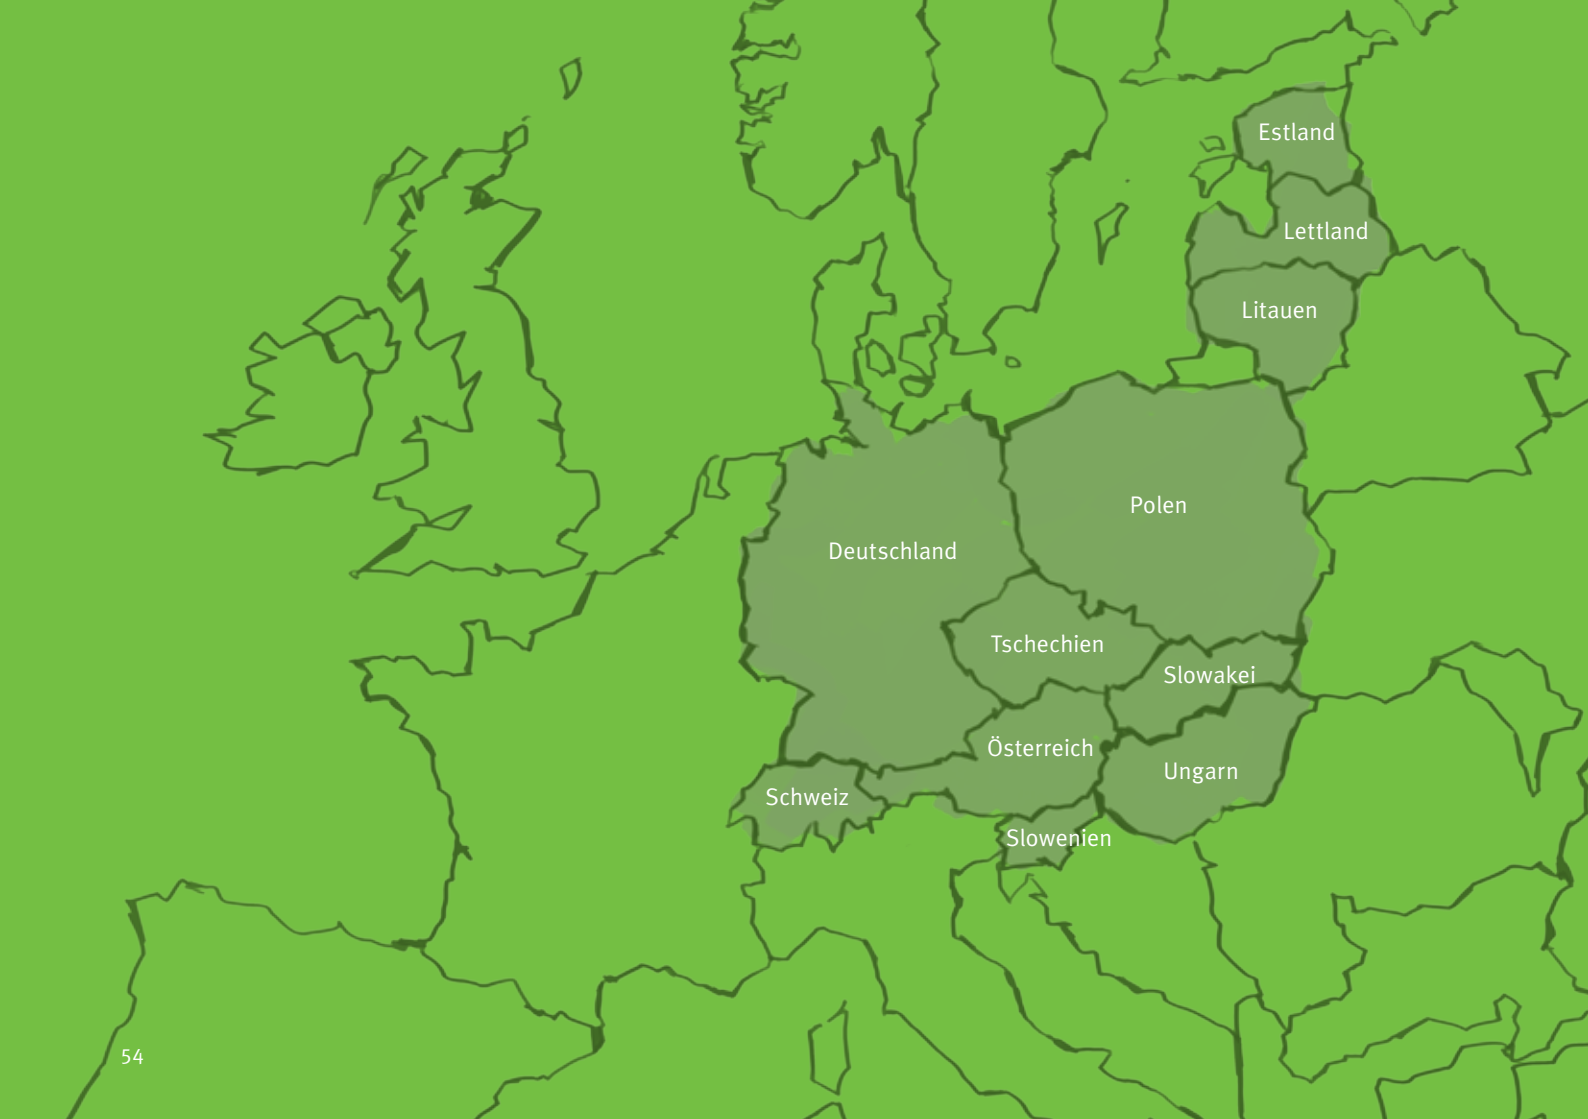 Estland
Lettland
Litauen
Polen
Deutschland
Tschechien
Slowakei
Österreich
Ungarn
Schweiz
Slowenien
54